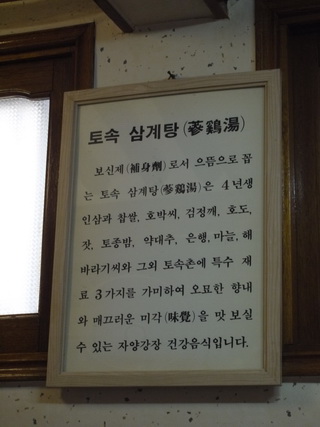 토속 삼계탕(蔘鷄湯)
보신제(補身劑)로서 으뜸으로 꼽
는 토속 삼계탕(蔘鷄湯)은 4년생
인삼과 찹쌀, 호박씨, 검정깨, 호도,
잣, 토종밤, 약대추, 은행, 마늘, 해
바라기씨와 그외 토속촌에 특수 재
료 3가지를 가미하여 오묘한 향내
와 매끄러운 미각(味覺)을 맛 보실
수 있는 자양강장 건강음식입니다.